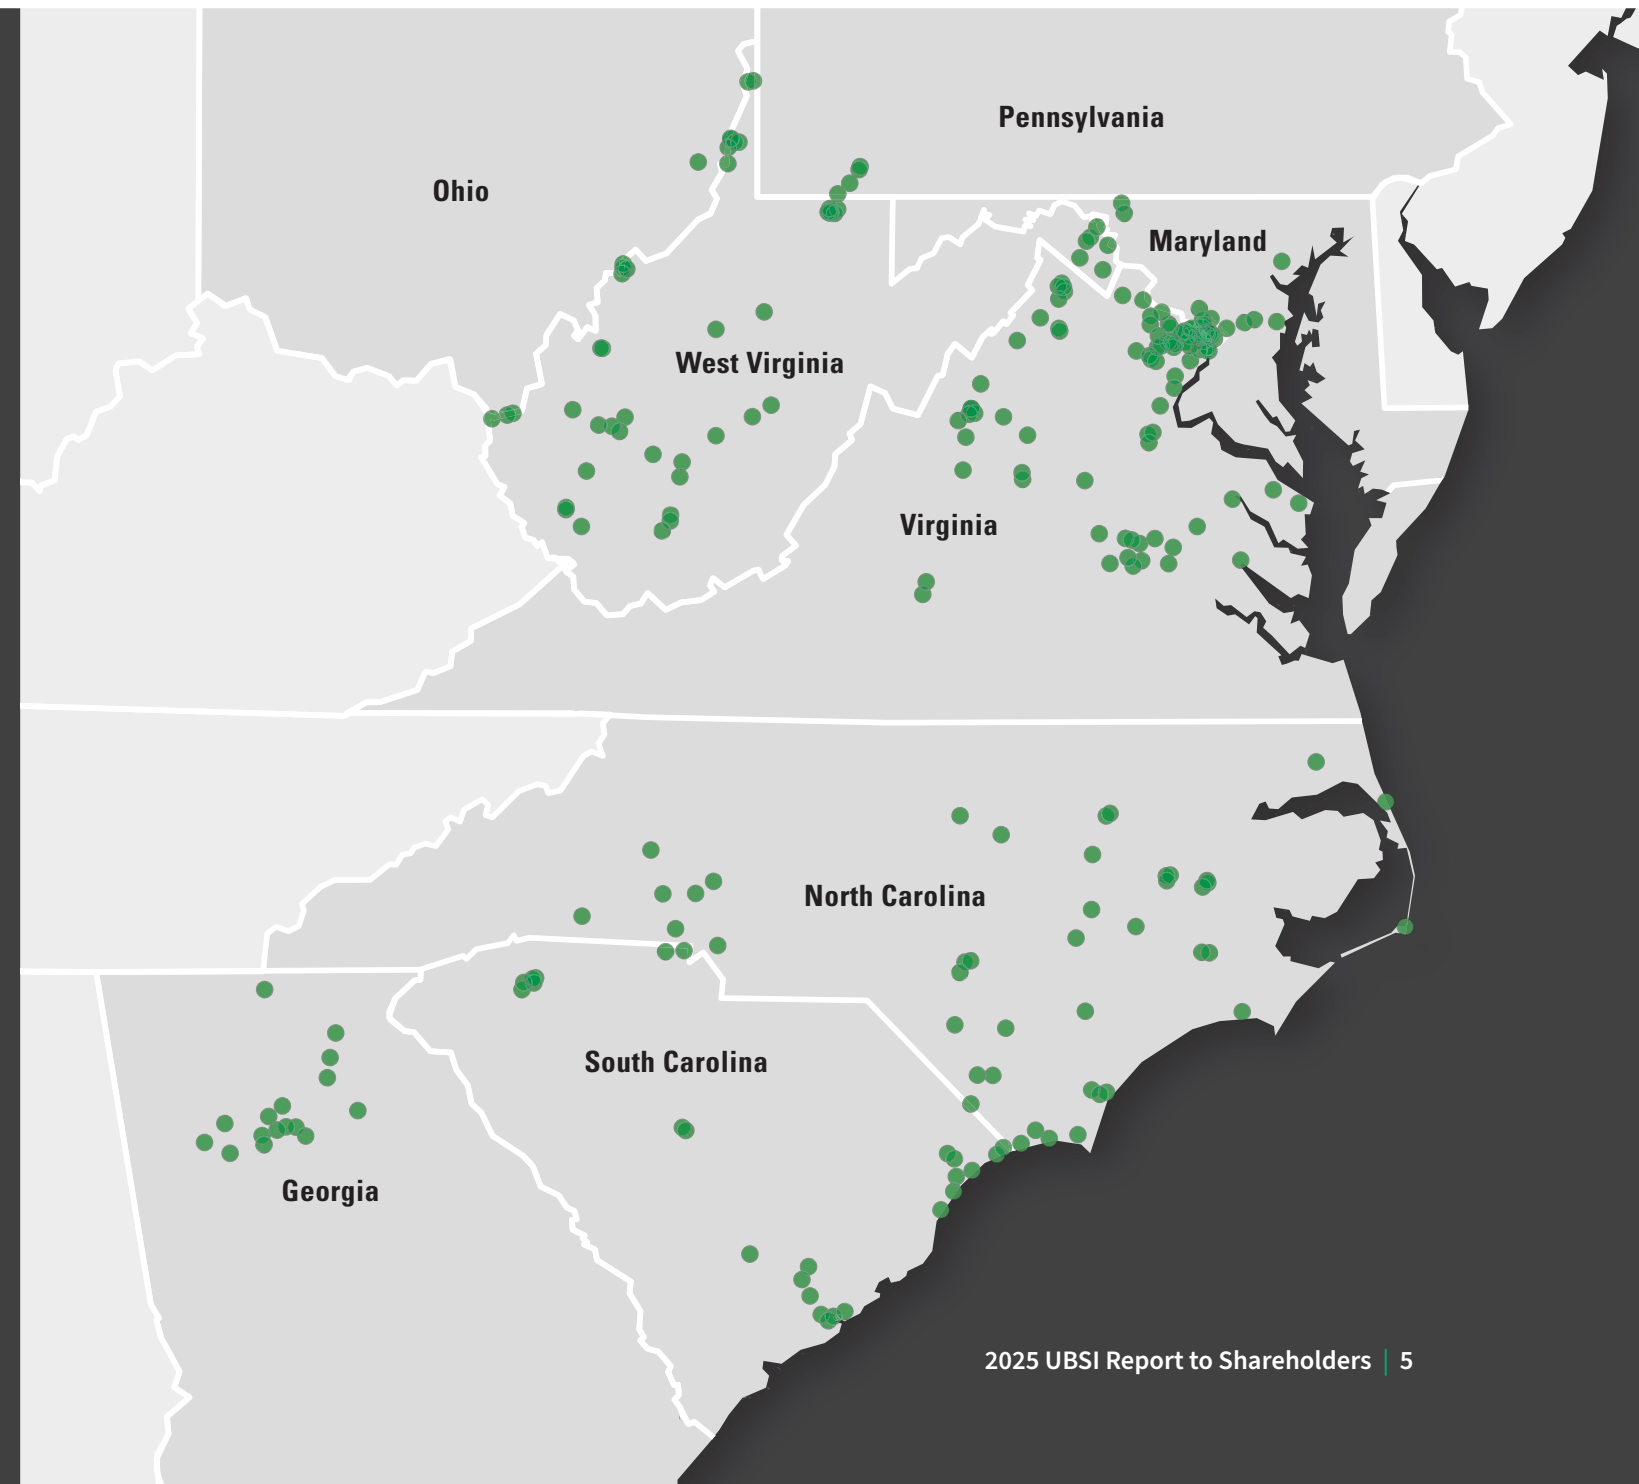 Pennsylvania
Ohio
Maryland
West Virginia
Virginia
North Carolina
South Carolina
Georgia
2025 UBSI Report to Shareholders | 5